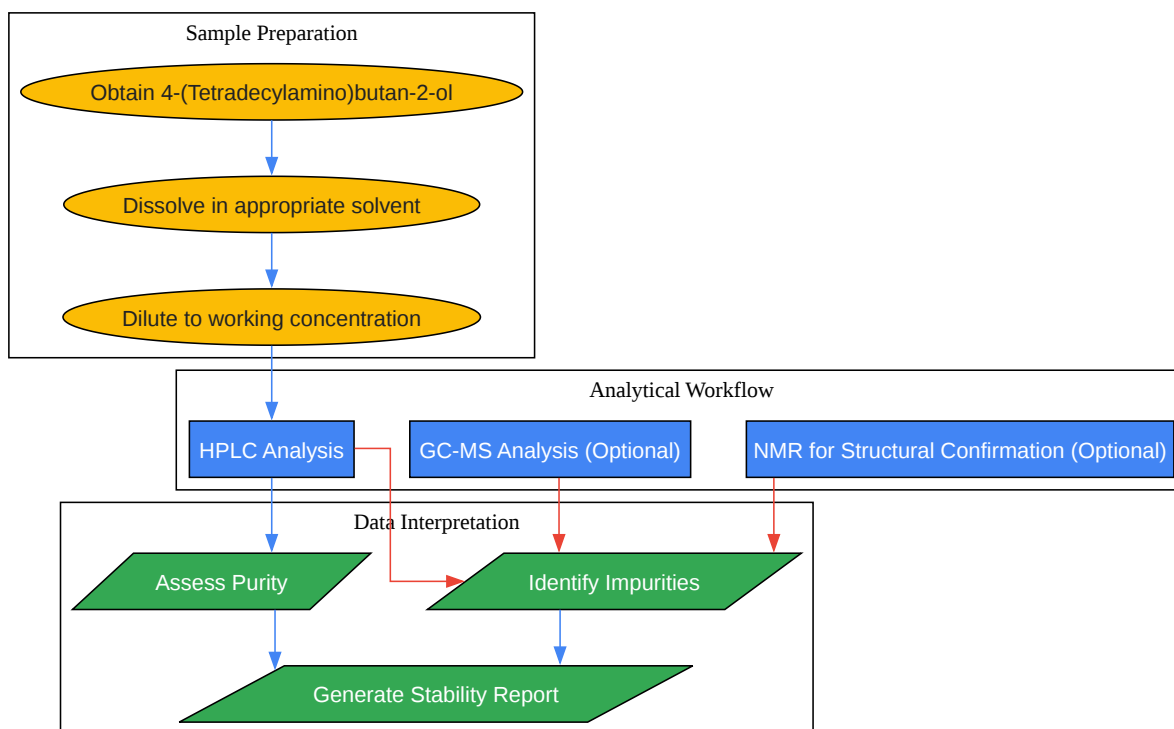 Sample Preparation
Obtain 4-(Tetradecylamino)butan-2-ol
Dissolve in appropriate solvent
Dilute to working concentration
Analytical Workflow
HPLC Analysis
GC-MS Analysis (Optional)
NMR for Structural Confirmation (Optional)
Data Interpretation
Assess Purity
Identify Impurities
Generate Stability Report